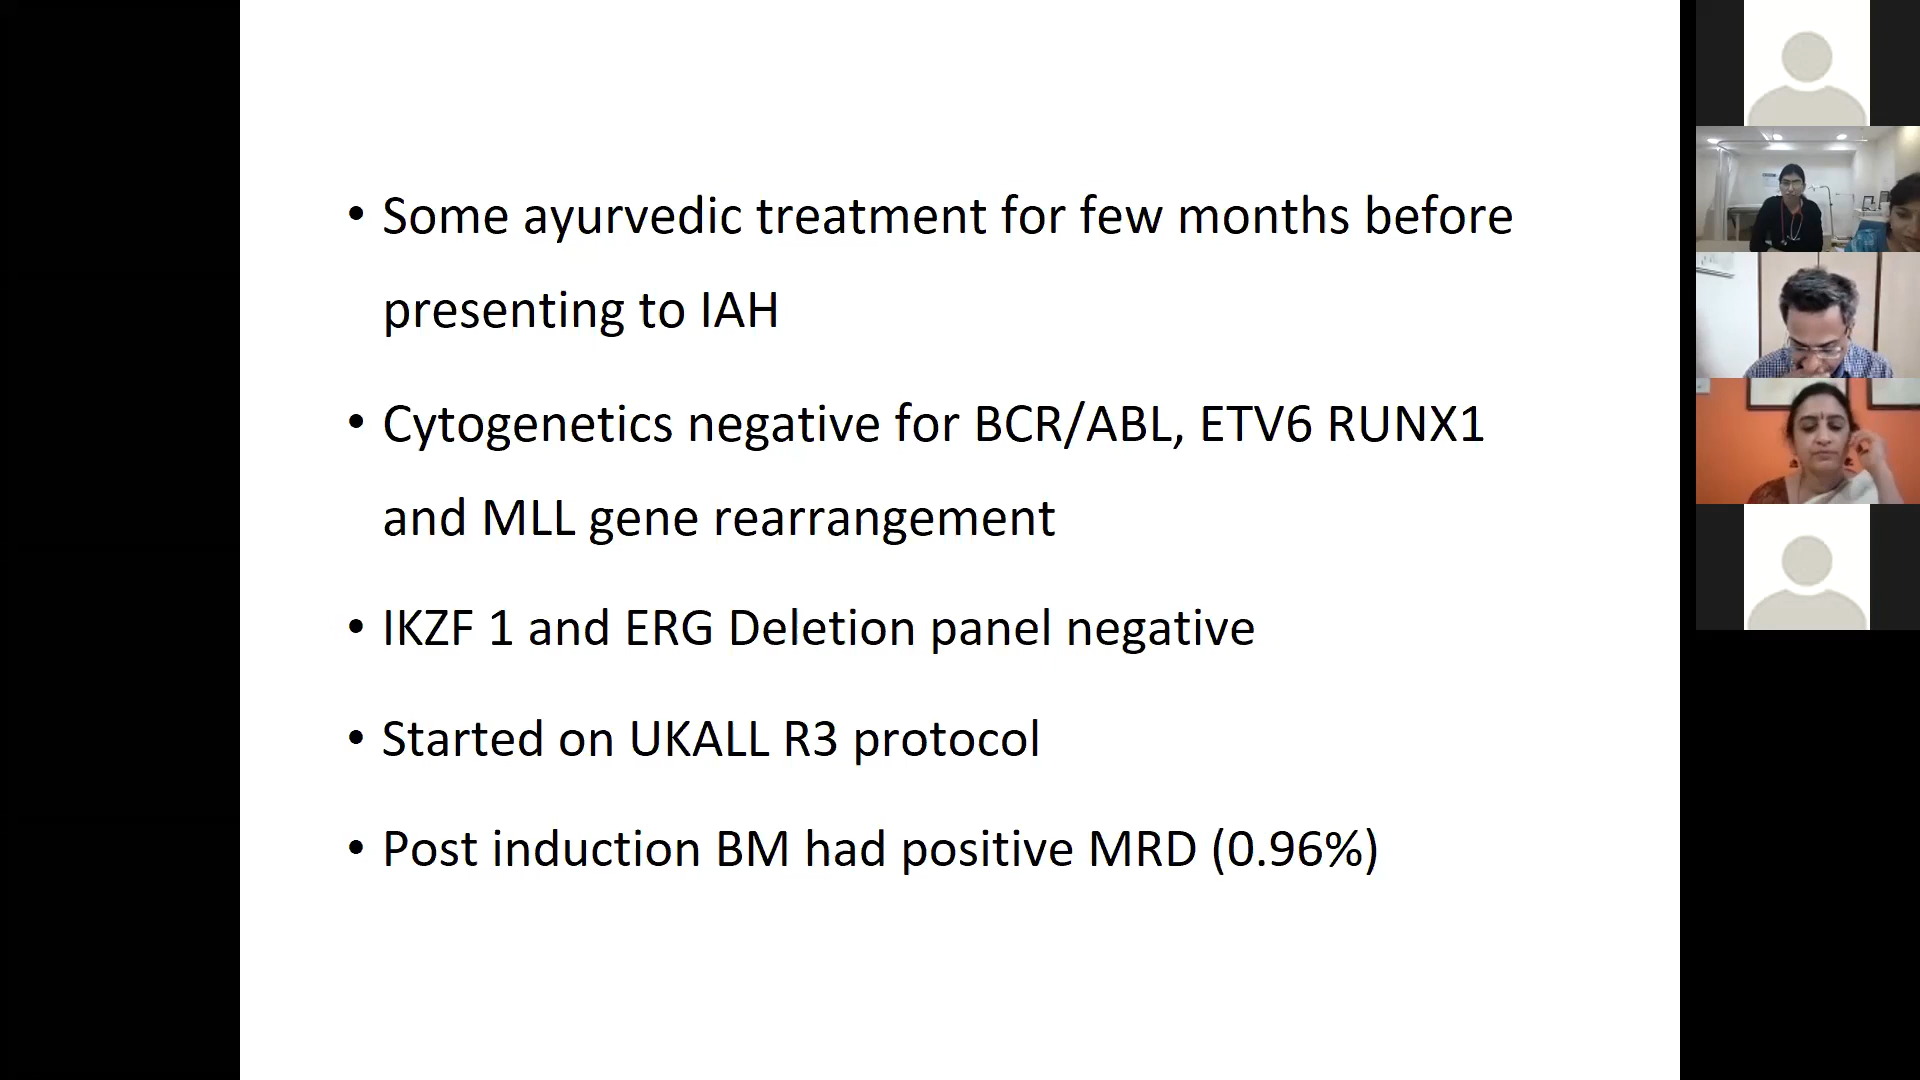 • Some ayurvedic treatment for few months before
presenting to IAH
• Cytogenetics negative for BCR/ABL, ETV6 RUNX1
and MLL gene rearrangement
• IKZF 1 and ERG Deletion panel negative
• Started on UKALL R3 protocol
• Post induction BM had positive MRD (0.96%)